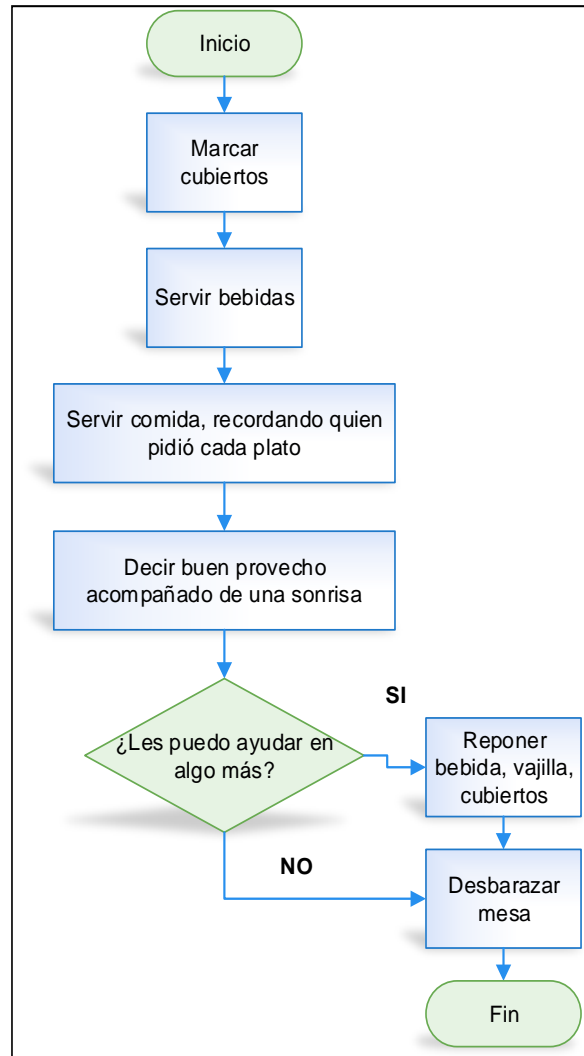 Inicio
Marcar
cubiertos
Servir bebidas
Servir comida, recordando quien
pidió cada plato
Decir buen provecho
acompañado de una sonrisa
¿Les puedo ayudar en
algo más?
SI
Reponer
bebida, vajilla,
cubiertos
NO
Desbarazar
mesa
Fin